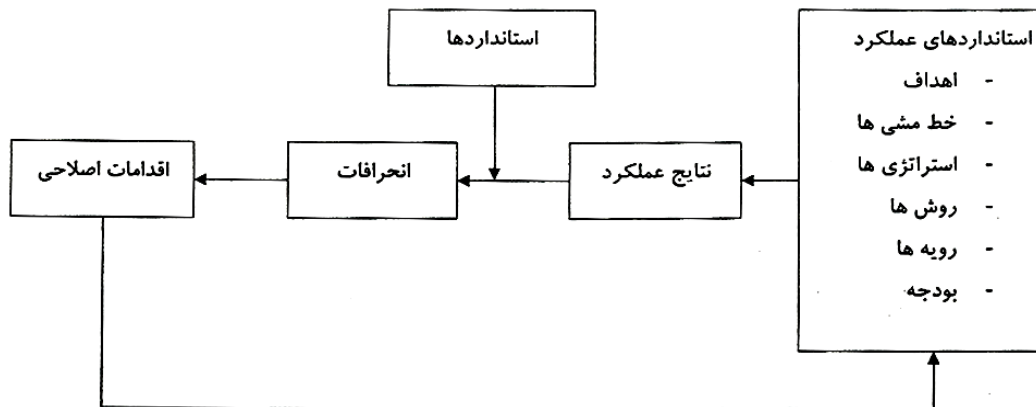 استانداردها
استانداردهای عملکرد
- اهداف
- خط مشی ها
- استراتژی ها
- روش ها
- رویه ها
- بودجه
نتایج عملکرد
انحرافات
اقدامات اصلاحی